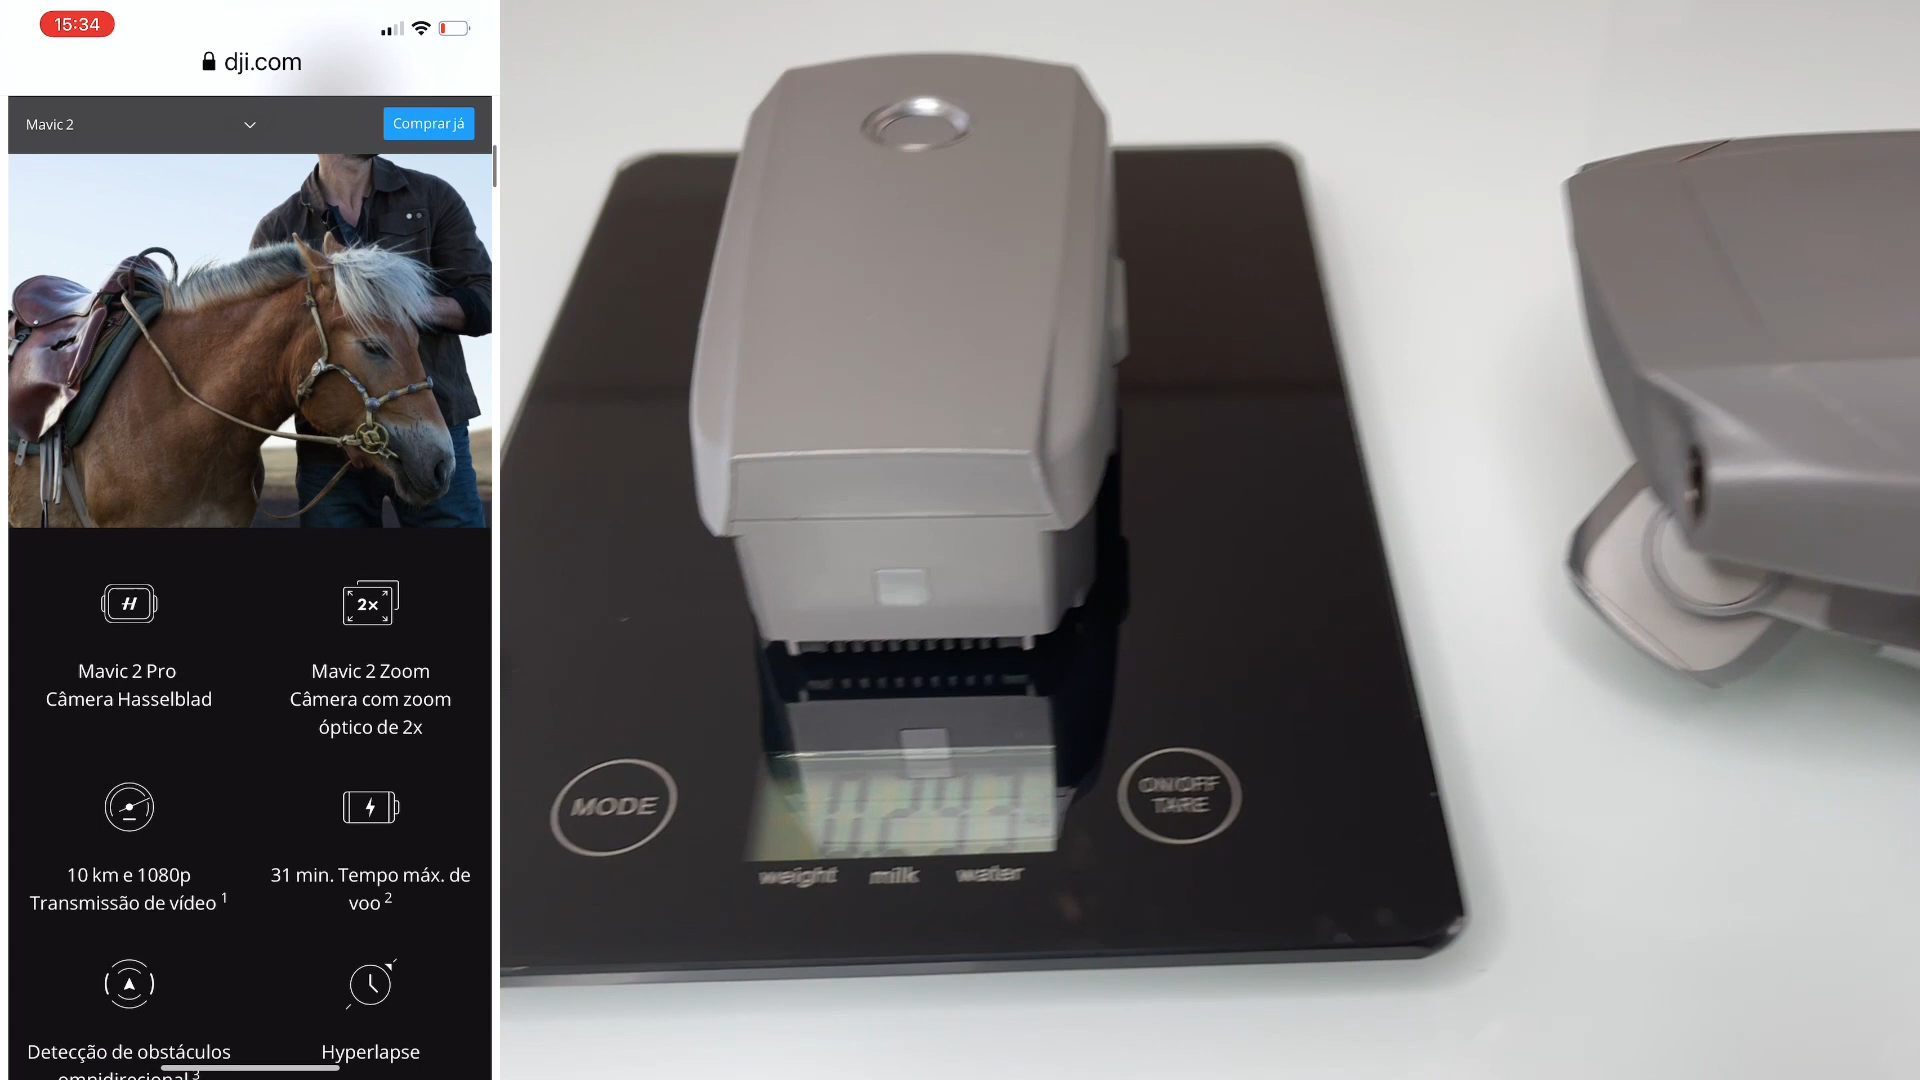 15:34
dji.com
Mavic 2
Comprar já
2x
Mavic 2 Pro
Câmera Hasselblad
Mavic 2 Zoom
Câmera com zoom
óptico de 2x
10 km e 1080p
Transmissão de vídeo 1
31 min. Tempo máx. de
voo 2
Detecção de obstáculos
omnidirecional 3
Hyperlapse
MODE
ON/OFF
TARE
weight milk water